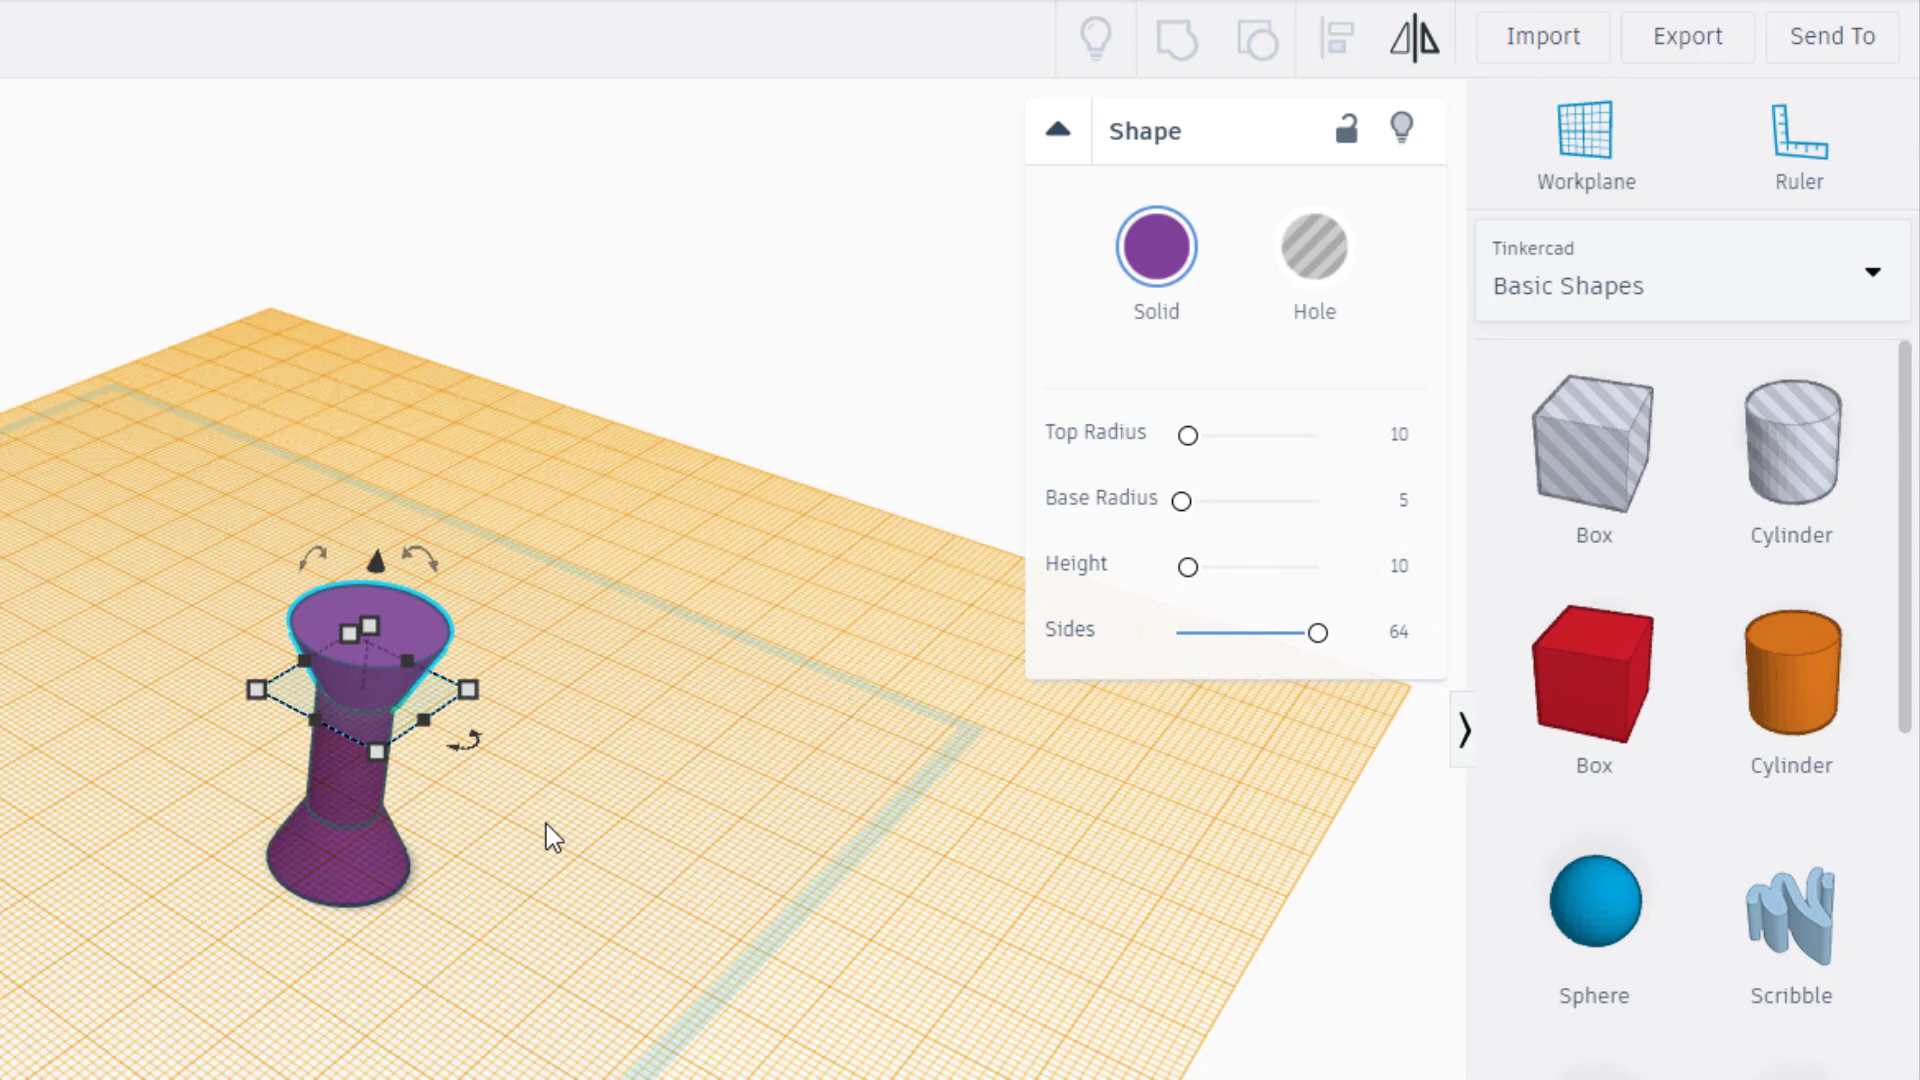 Import Export Send To
Shape
Workplane Ruler
Solid Hole
Tinkercad
Basic Shapes
Top Radius 10
Base Radius 5
Height 10
Sides 64
Box Cylinder
Box Cylinder
Sphere Scribble